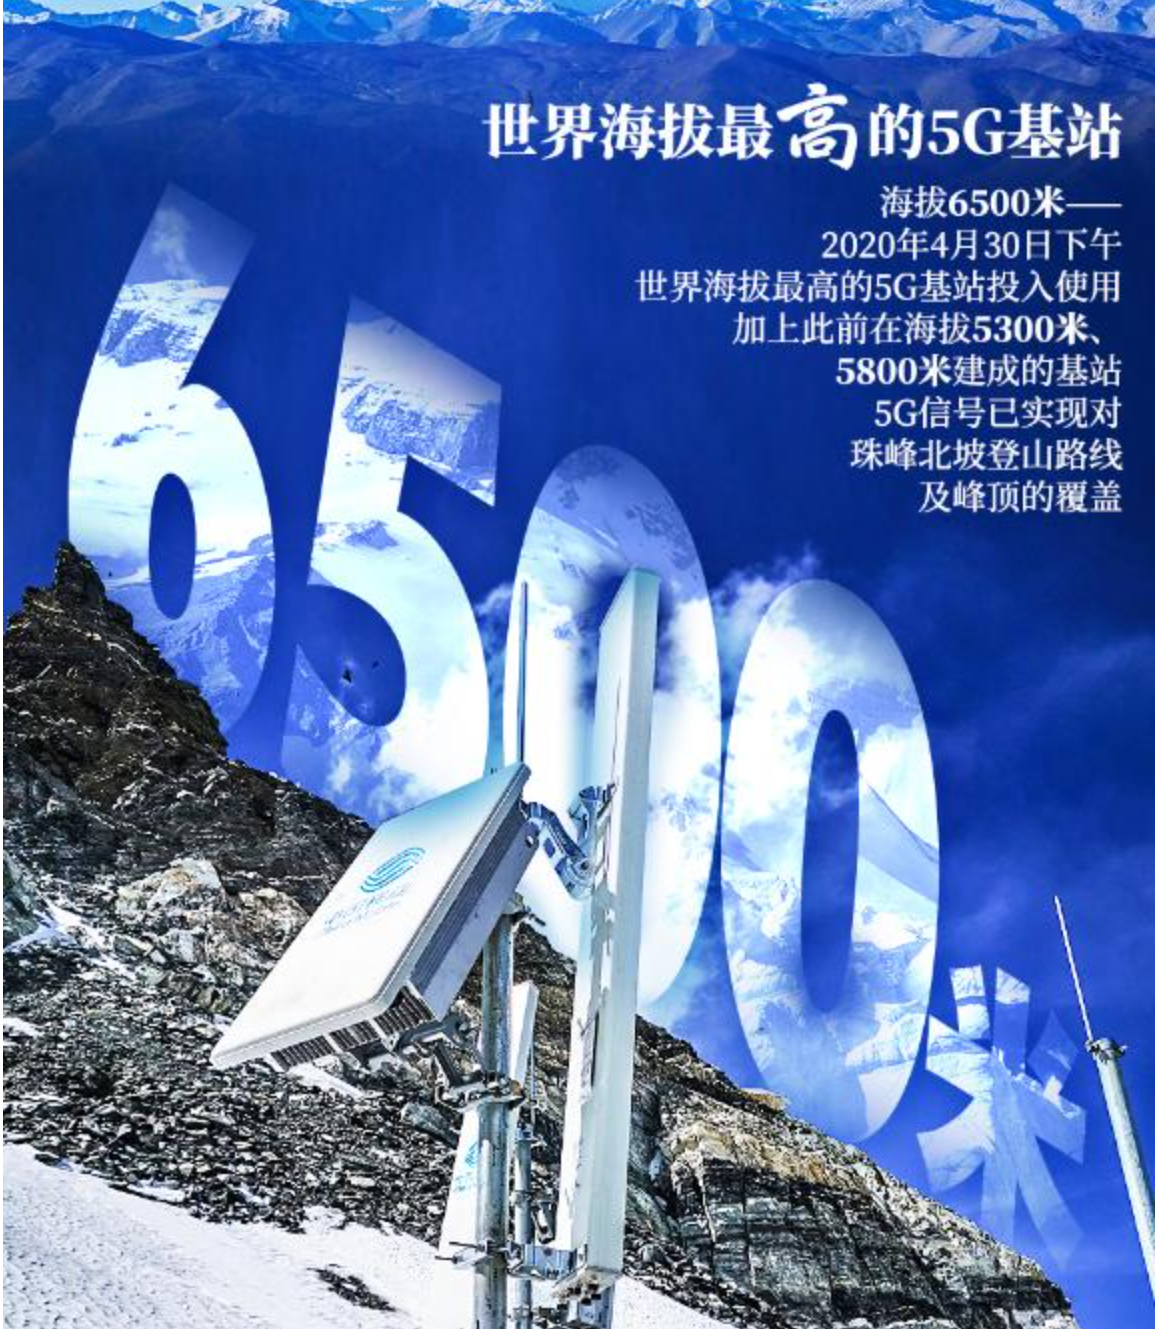 世界海拔最高的5G基站
海拔6500米——
2020年4月30日下午
世界海拔最高的5G基站投入使用
加上此前在海拔5300米、
5800米建成的基站
5G信号已实现对
珠峰北坡登山路线
及峰顶的覆盖
6500米